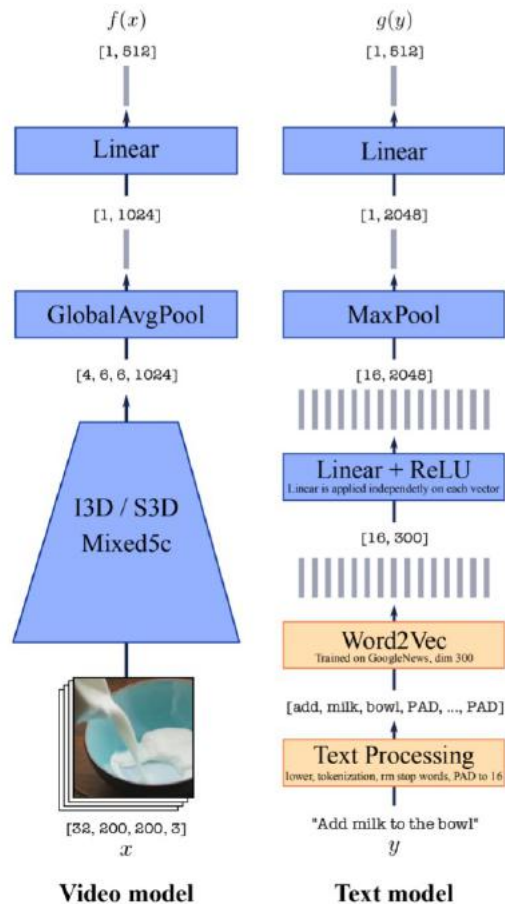 f(x)
[1, 512]
Linear
[1, 1024]
GlobalAvgPool
[4, 6, 6, 1024]
I3D / S3D
Mixed5c
[32, 200, 200, 3]
x
Video model
g(y)
[1, 512]
Linear
[1, 2048]
MaxPool
[16, 2048]
Linear + ReLU
Linear is applied independetly on each vector
[16, 300]
Word2Vec
Trained on GoogleNews, dim 300
[add, milk, bowl, PAD, ..., PAD]
Text Processing
lower, tokenization, rm stop words, PAD to 16
"Add milk to the bowl"
y
Text model